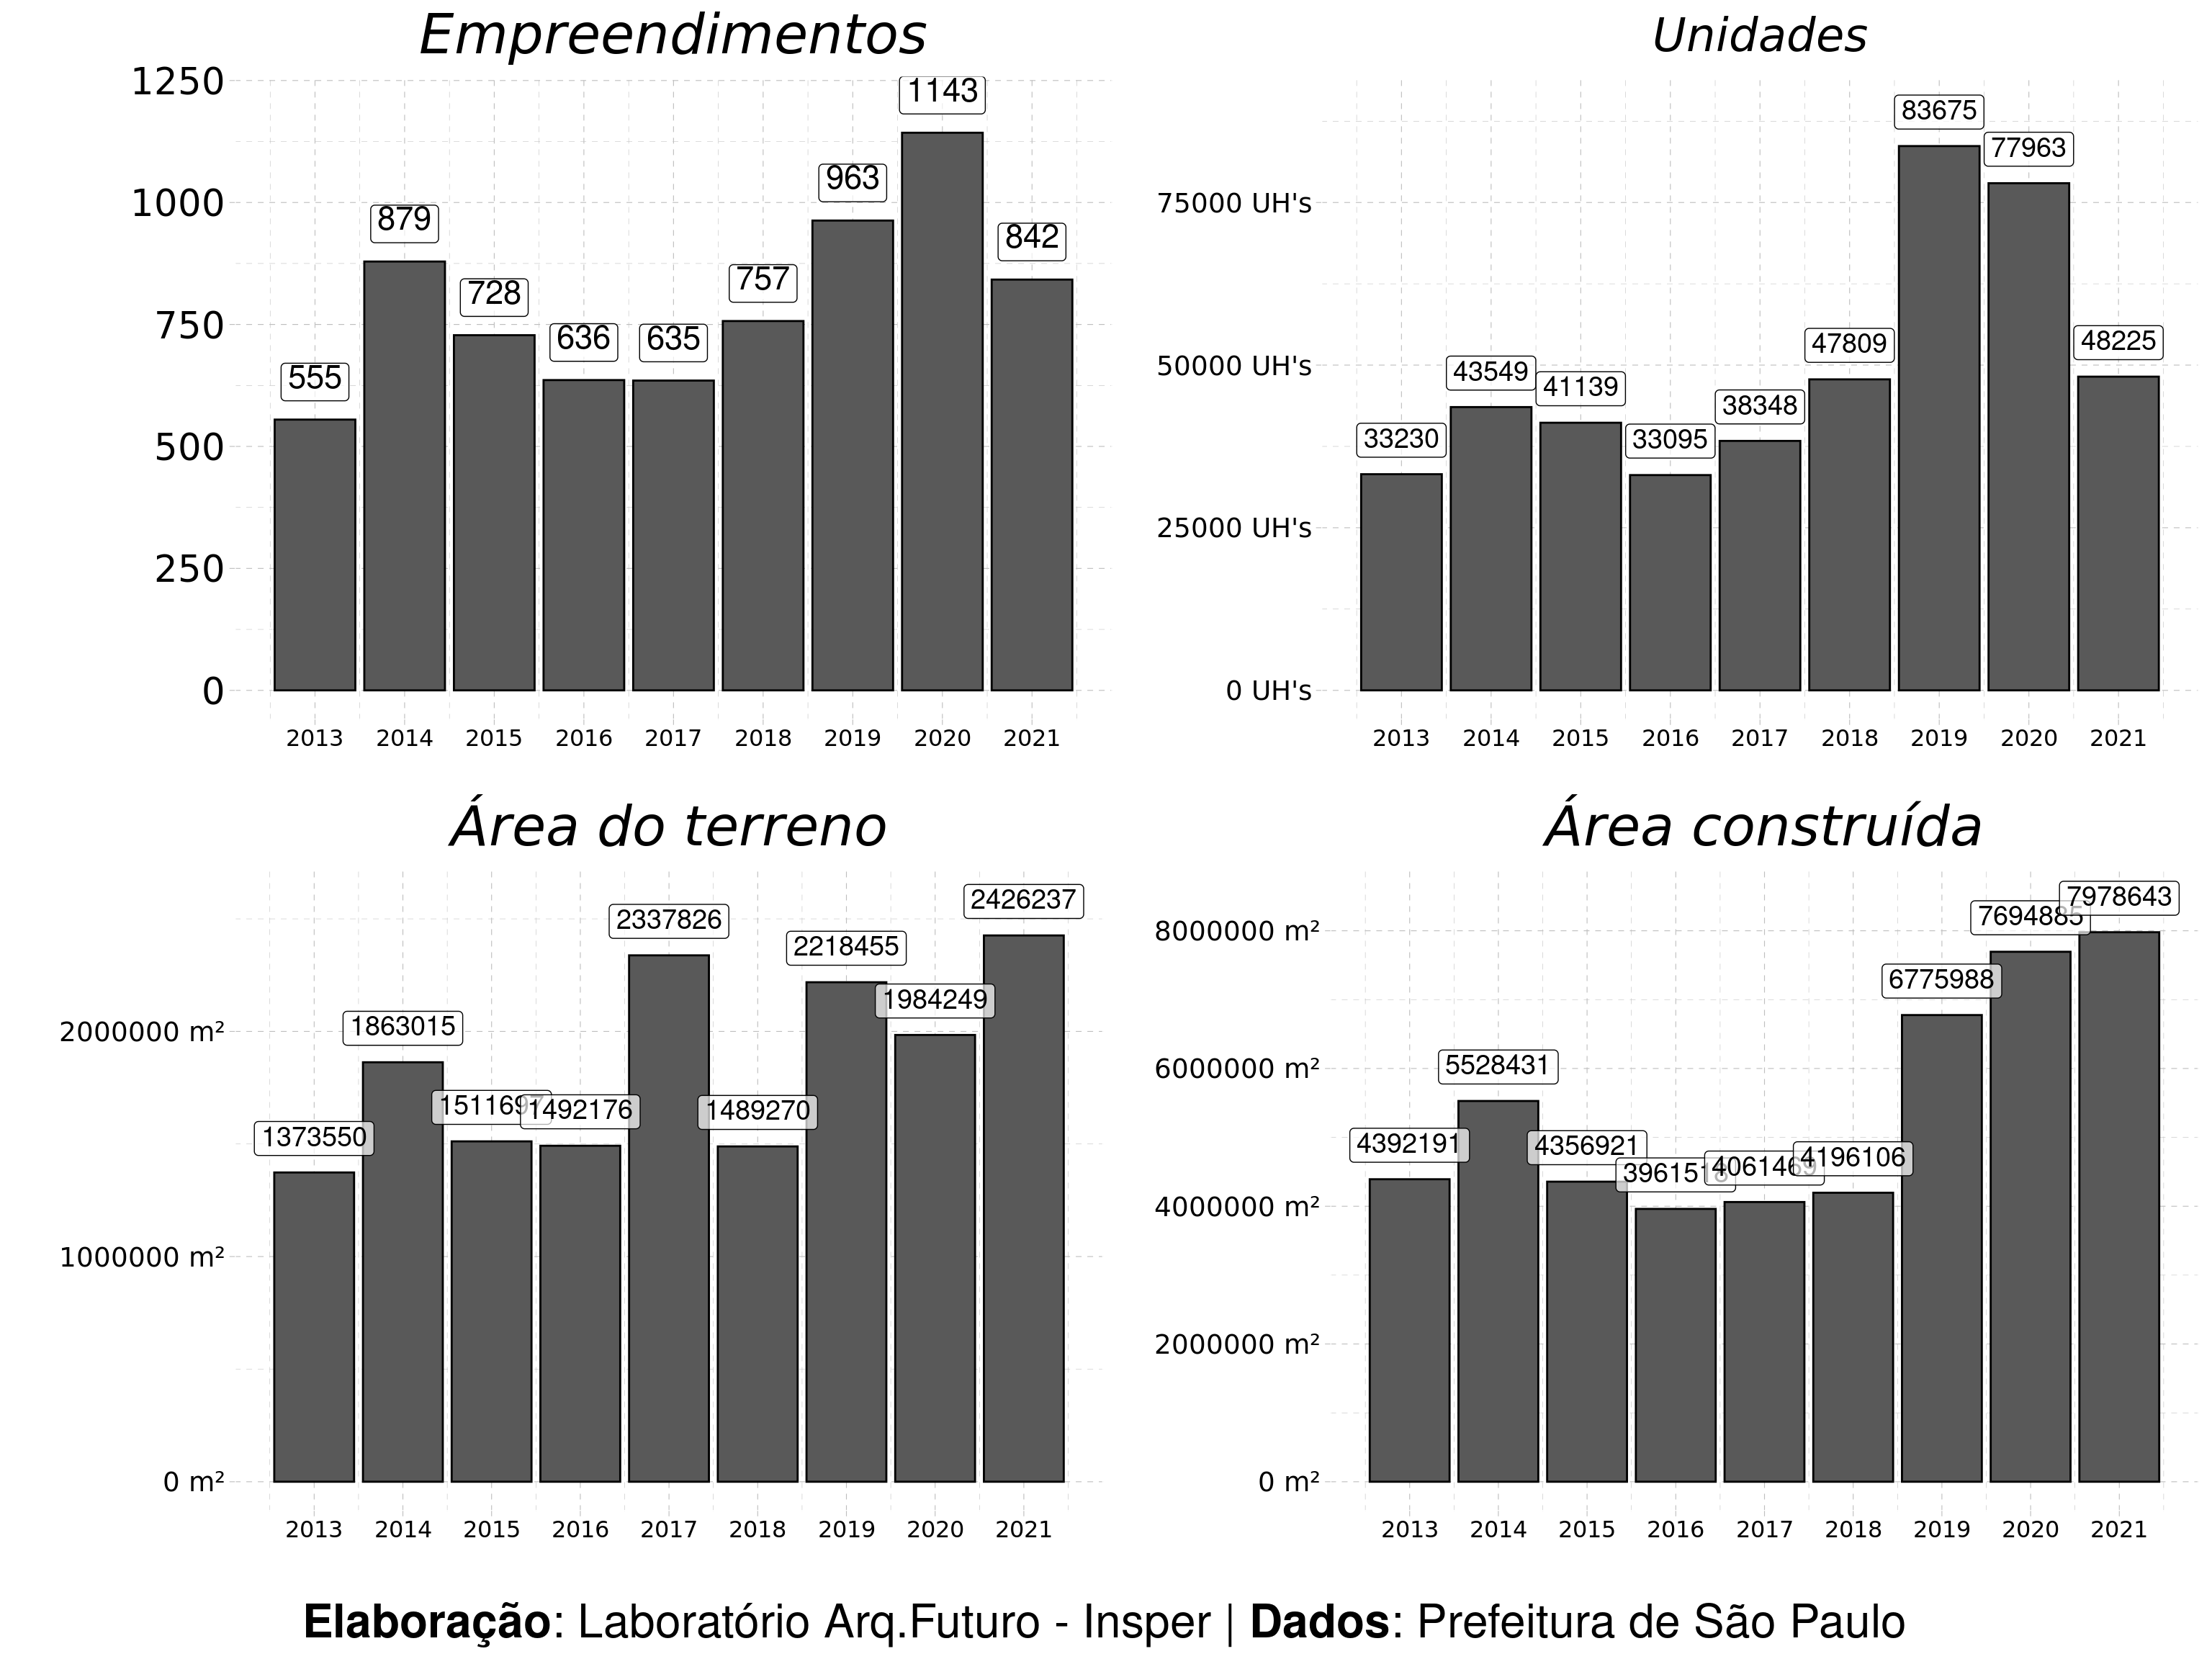 Empreendimentos
1250
1000
750
500
250
0
555
879
728
636
635
757
963
1143
842
2013 2014 2015 2016 2017 2018 2019 2020 2021
Unidades
75000 UH's
50000 UH's
25000 UH's
0 UH's
33230
43549
41139
33095
38348
47809
83675
77963
48225
2013 2014 2015 2016 2017 2018 2019 2020 2021
Área do terreno
2000000 m²
1000000 m²
0 m²
1373550
1863015
1511697
1492176
2337826
1489270
2218455
1984249
2426237
2013 2014 2015 2016 2017 2018 2019 2020 2021
Área construída
8000000 m²
6000000 m²
4000000 m²
2000000 m²
0 m²
4392191
5528431
4356921
4061469
4196106
6775988
7694885
7978643
2013 2014 2015 2016 2017 2018 2019 2020 2021
Elaboração: Laboratório Arq.Futuro - Insper | Dados: Prefeitura de São Paulo